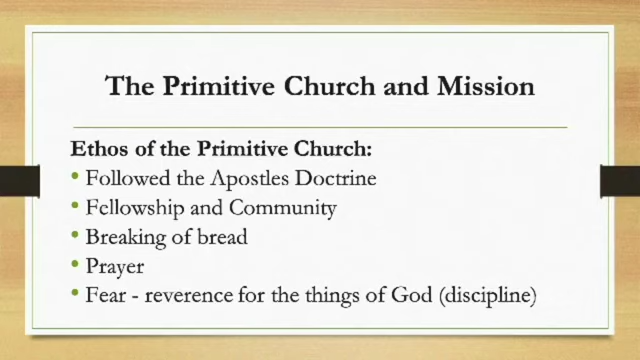 The Primitive Church and Mission
Ethos of the Primitive Church:
• Followed the Apostles Doctrine
• Fellowship and Community
• Breaking of bread
• Prayer
• Fear - reverence for the things of God (discipline)